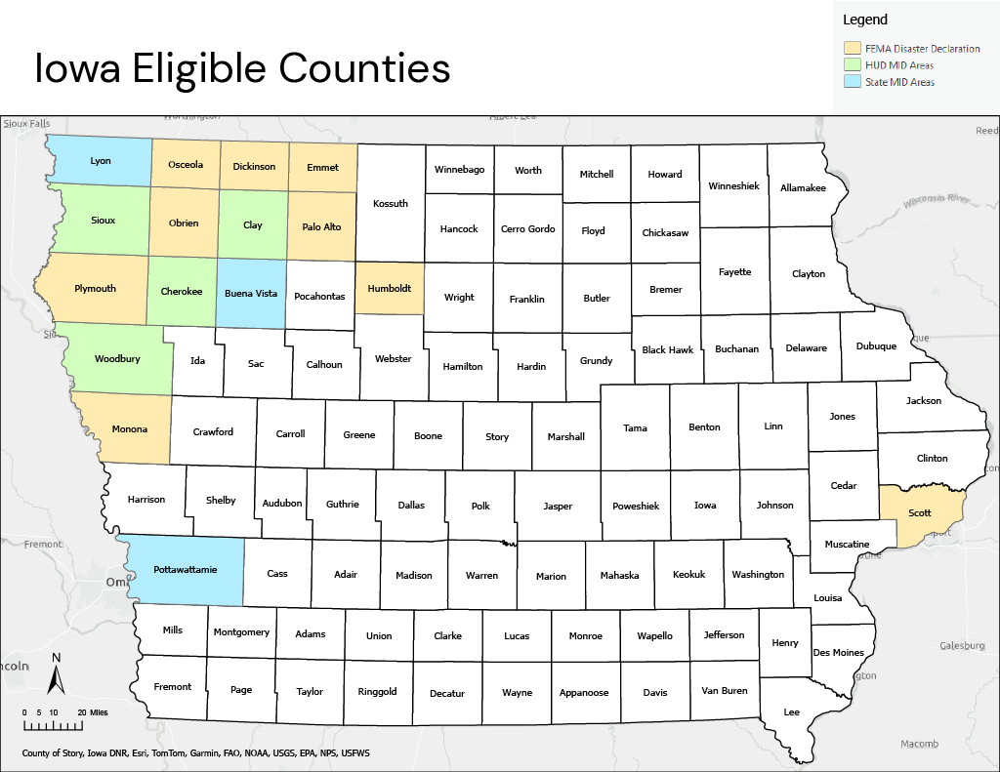 Legend
Iowa Eligible Counties
FEMA Disaster Declaration
HUD MID Areas
State MID Areas
Sioux Falls
Worthington
Albert Lea
Reed
Lyon
Osceola
Dickinson
Emmet
Winnebago
Worth
Mitchell
Howard
Winneshiek
Allamakee
Kossuth
Wisconsin River
Sioux
Obrien
Clay
Palo Alto
Hancock
Cerro Gordo
Floyd
Chickasaw
Fayette
Clayton
Plymouth
Cherokee
Buena Vista
Pocahontas
Humboldt
Wright
Franklin
Butler
Bremer
Sio
que
Woodbury
Ida
Sac
Calhoun
Webster
Hamilton
Hardin
Grundy
Black Hawk
Buchanan
Delaware
Dubuque
Jackson
Monona
Crawford
Carroll
Greene
Boone
Story
Marshall
Tama
Benton
Linn
Jones
Clinton
Harrison
Shelby
Audubon
Guthrie
Dallas
Polk
Jasper
Poweshiek
Iowa
Johnson
Cedar
Scott
port
Muscatine
line
Fremont
Oma
Pottawattamie
Cass
Adair
Madison
Warren
Marion
Mahaska
Keokuk
Washington
Louisa
Mills
Montgomery
Adams
Union
Clarke
Lucas
Monroe
Wapello
Jefferson
Henry
Des Moines
Galesburg
ncoln
N
gton
Fremont
Page
Taylor
Ringgold
Decatur
Wayne
Appanoose
Davis
Van Buren
Lee
0 5 10 20 Miles
Macomb
County of Story, Iowa DNR, Esri, TomTom, Garmin, FAO, NOAA, USGS, EPA, NPS, USFWS